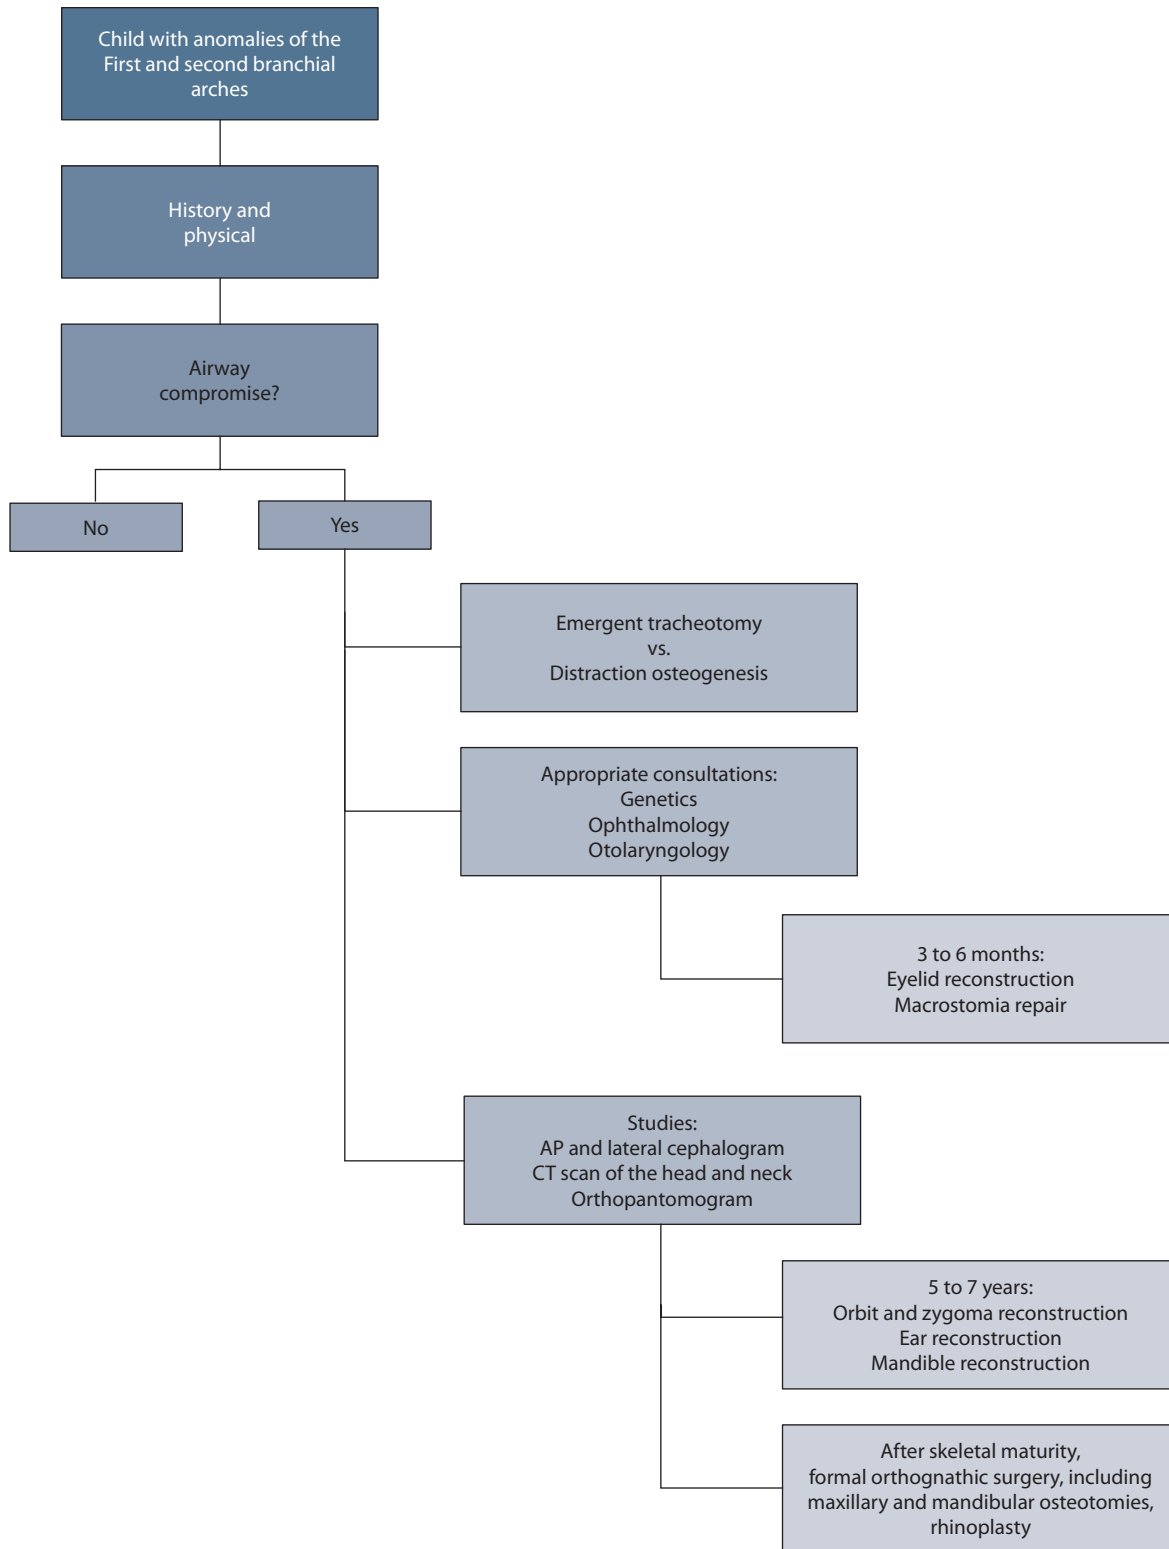 Child with anomalies of the
First and second branchial
arches
History and
physical
Airway
compromise?
No
Yes
Emergent tracheotomy
vs.
Distraction osteogenesis
Appropriate consultations:
Genetics
Ophthalmology
Otolaryngology
3 to 6 months:
Eyelid reconstruction
Macrostomia repair
Studies:
AP and lateral cephalogram
CT scan of the head and neck
Orthopantomogram
5 to 7 years:
Orbit and zygoma reconstruction
Ear reconstruction
Mandible reconstruction
After skeletal maturity,
formal orthognathic surgery, including
maxillary and mandibular osteotomies,
rhinoplasty